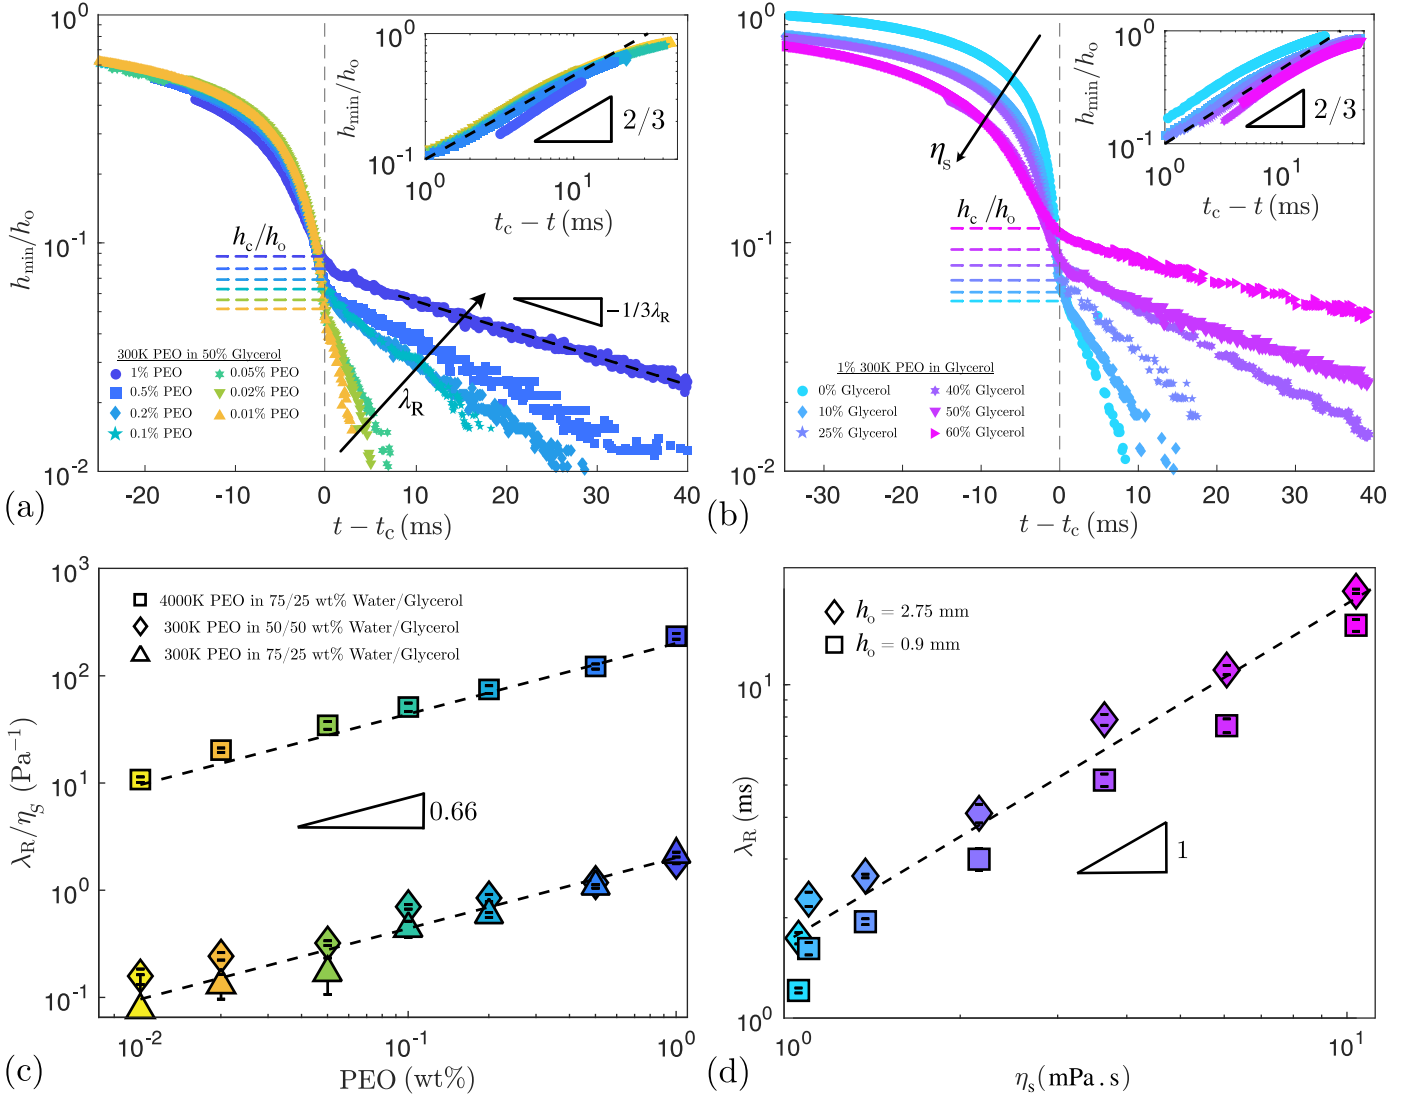 10^0
10^-1
10^-2
h_min/h_o
-20
-10
0
10
20
30
40
t − t_c (ms)
(a)
h_c/h_o
300K PEO in 50% Glycerol
1% PEO
0.5% PEO
0.2% PEO
0.1% PEO
0.05% PEO
0.02% PEO
0.01% PEO
λ_R
−1/3λ_R
10^0
10^-1
h_min/h_o
10^0
10^1
t_c − t (ms)
2/3
10^0
10^-1
10^-2
-30
-20
-10
0
10
20
30
40
t − t_c (ms)
(b)
η_s
h_c/h_o
1% 300K PEO in Glycerol
0% Glycerol
10% Glycerol
25% Glycerol
40% Glycerol
50% Glycerol
60% Glycerol
10^0
10^-1
h_min/h_o
10^0
10^1
t_c − t (ms)
2/3
10^3
10^2
10^1
10^0
10^-1
λ_R/η_S (Pa^−1)
4000K PEO in 75/25 wt% Water/Glycerol
300K PEO in 50/50 wt% Water/Glycerol
300K PEO in 75/25 wt% Water/Glycerol
0.66
10^-2
10^-1
10^0
PEO (wt%)
(c)
10^1
10^0
λ_R (ms)
h_o = 2.75 mm
h_o = 0.9 mm
1
10^0
10^1
η_s(mPa.s)
(d)